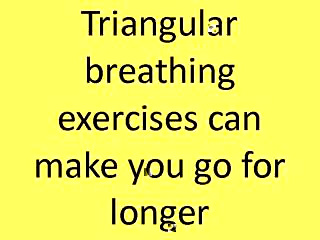 Triangular
breathing
exercises can
make you go for
longer